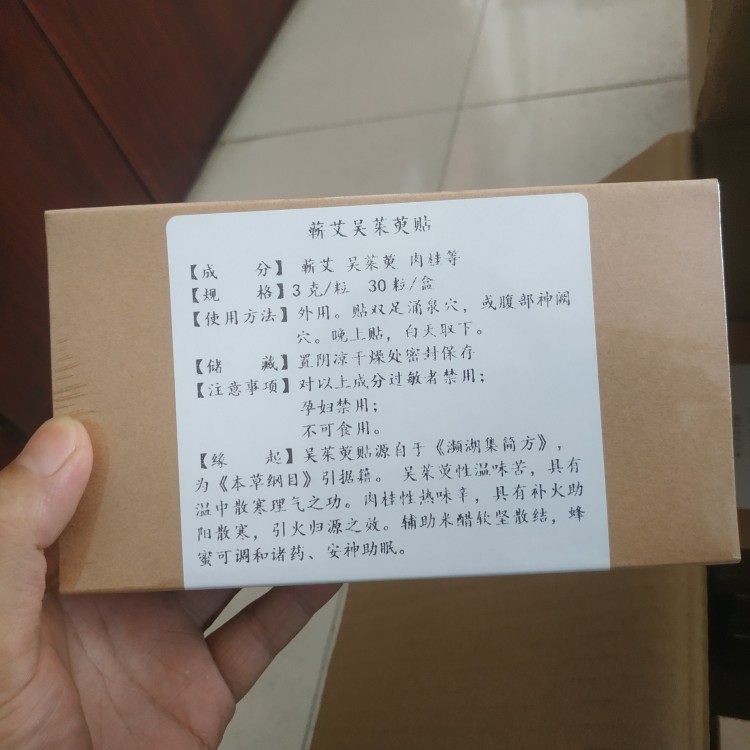 蕲艾吴茱萸贴
【成 分】 蕲艾 吴茱萸 肉桂等
【规 格】3克/粒 30粒/盒
【使用方法】外用。贴双足涌泉穴，或腹部神阙
穴。晚上贴，白天取下。
【储 藏】置阴凉干燥处密封保存
【注意事项】对以上成分过敏者禁用；
孕妇禁用；
不可食用。
【缘 起】吴茱萸贴源自于《濒湖集简方》，
为《本草纲目》引据籍。 吴茱萸性温味苦，具有
温中散寒理气之功。肉桂性热味辛，具有补火助
阳散寒，引火归源之效。辅助米醋软坚散结，蜂
蜜可调和诸药、安神助眠。